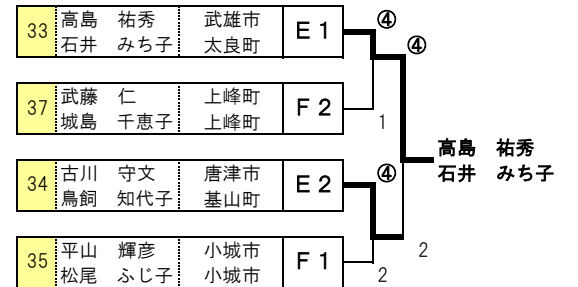 33 高島 祐秀 武雄市 E 1 ④
石井 みち子 太良町 ④
37 武藤 仁 上峰町 F 2
城島 千恵子 上峰町 1
高島 祐秀
石井 みち子
34 古川 守文 唐津市 E 2 ④
鳥飼 知代子 基山町
35 平山 輝彦 小城市 F 1 2
松尾 ふじ子 小城市 2